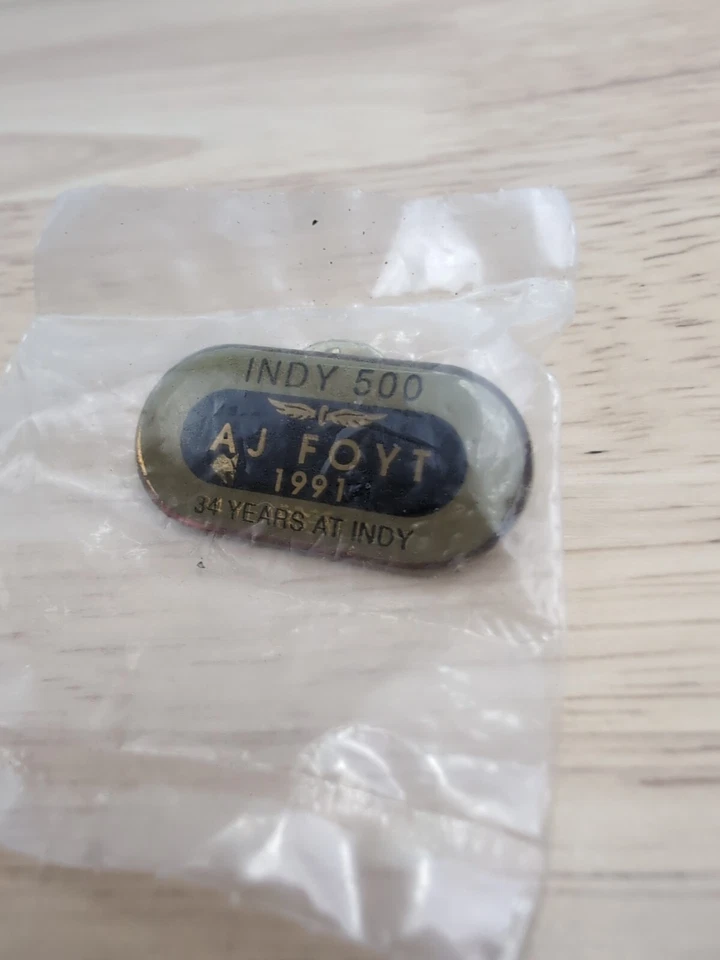 INDY 500
AJ FOYT
1991
34 YEARS AT INDY